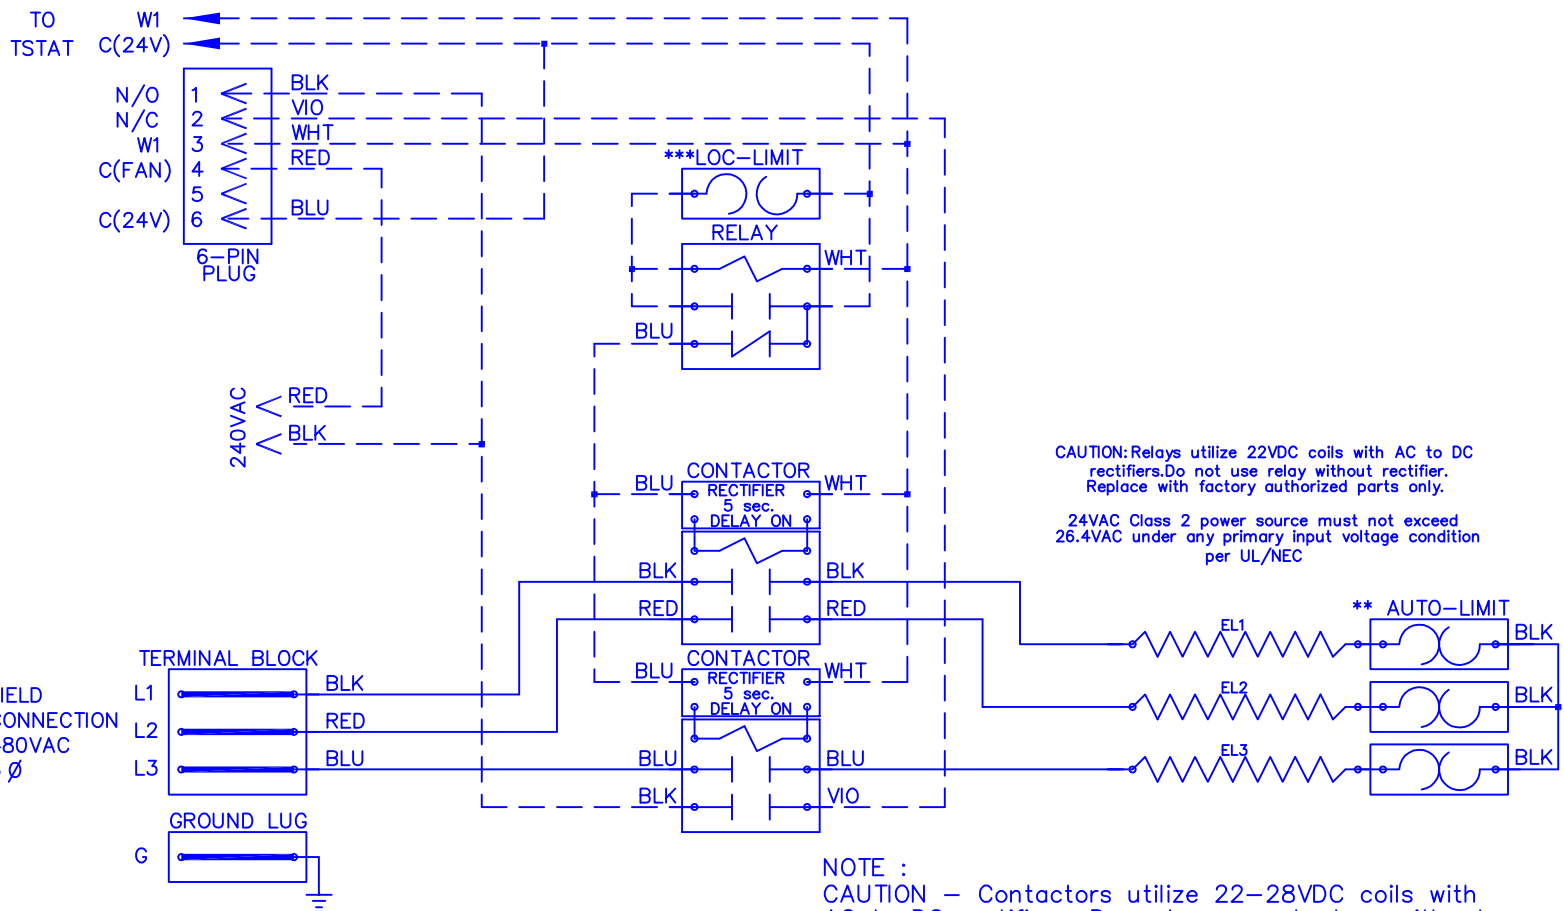 TO W1
TSTAT C(24V)
N/O 1 BLK
N/C 2 VIO
W1 3 WHT
C(FAN) 4 RED
5
C(24V) 6 BLU
6-PIN
PLUG
***LOC-LIMIT
RELAY
WHT
BLU
240VAC
RED
BLK
CONTACTOR
BLU RECTIFIER WHT
5 sec.
DELAY ON
BLK BLK
RED RED
CAUTION: Relays utilize 22VDC coils with AC to DC
rectifiers.Do not use relay without rectifier.
Replace with factory authorized parts only.
24VAC Class 2 power source must not exceed
26.4VAC under any primary input voltage condition
per UL/NEC
** AUTO-LIMIT
EL1 BLK
EL2 BLK
EL3 BLK
CONTACTOR
BLU RECTIFIER WHT
5 sec.
DELAY ON
BLU BLU
BLK VIO
TERMINAL BLOCK
L1 BLK
L2 RED
L3 BLU
80VAC
Ø
GROUND LUG
G
NOTE :
CAUTION - Contactors utilize 22-28VDC coils with